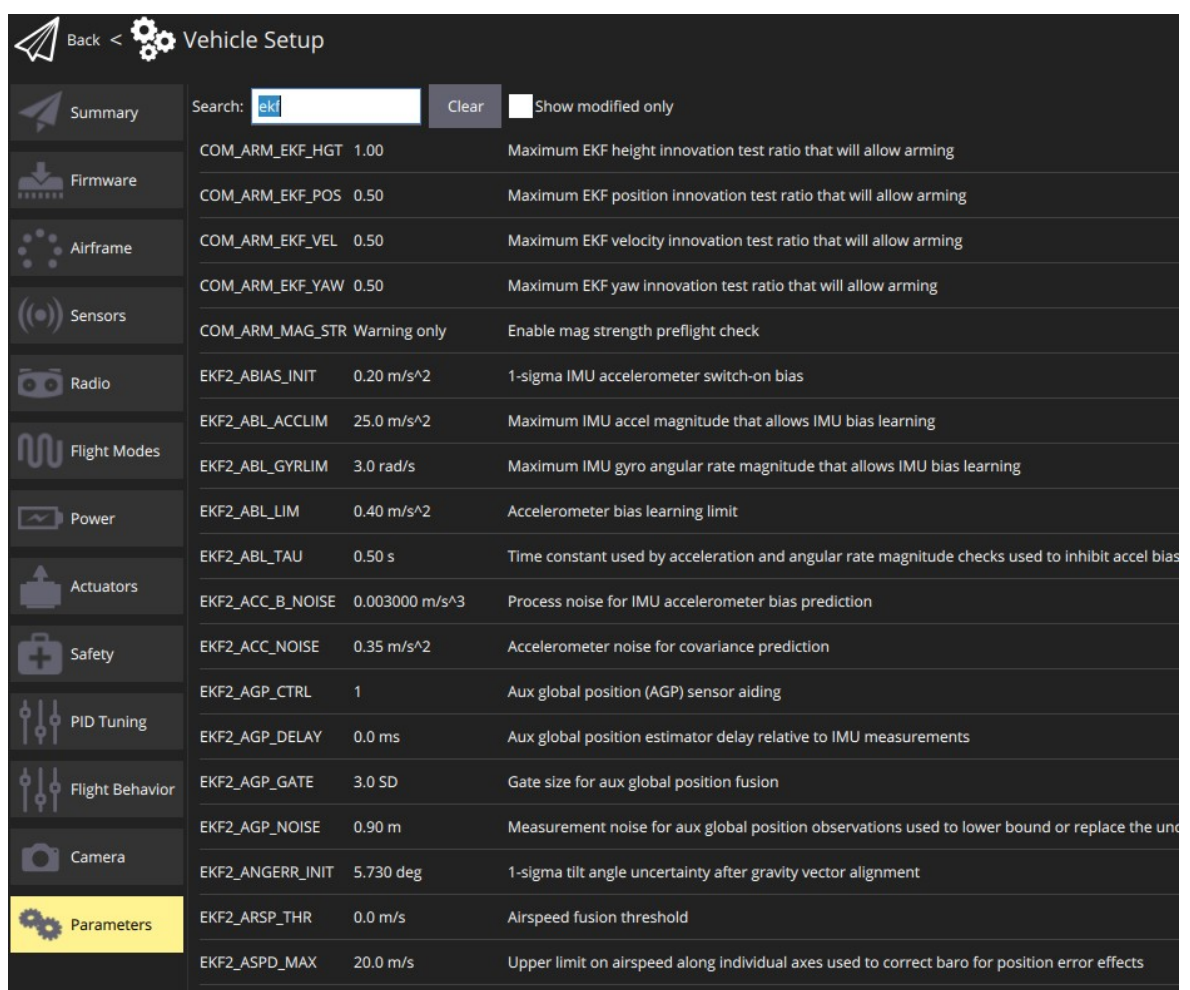 Back < Vehicle Setup
Summary
Firmware
Airframe
Sensors
Radio
Flight Modes
Power
Actuators
Safety
PID Tuning
Flight Behavior
Camera
Parameters
Search: ekf Clear Show modified only
COM_ARM_EKF_HGT 1.00 Maximum EKF height innovation test ratio that will allow arming
COM_ARM_EKF_POS 0.50 Maximum EKF position innovation test ratio that will allow arming
COM_ARM_EKF_VEL 0.50 Maximum EKF velocity innovation test ratio that will allow arming
COM_ARM_EKF_YAW 0.50 Maximum EKF yaw innovation test ratio that will allow arming
COM_ARM_MAG_STR Warning only Enable mag strength preflight check
EKF2_ABIAS_INIT 0.20 m/s^2 1-sigma IMU accelerometer switch-on bias
EKF2_ABL_ACCLIM 25.0 m/s^2 Maximum IMU accel magnitude that allows IMU bias learning
EKF2_ABL_GYRLIM 3.0 rad/s Maximum IMU gyro angular rate magnitude that allows IMU bias learning
EKF2_ABL_LIM 0.40 m/s^2 Accelerometer bias learning limit
EKF2_ABL_TAU 0.50 s Time constant used by acceleration and angular rate magnitude checks used to inhibit accel bias
EKF2_ACC_B_NOISE 0.003000 m/s^3 Process noise for IMU accelerometer bias prediction
EKF2_ACC_NOISE 0.35 m/s^2 Accelerometer noise for covariance prediction
EKF2_AGP_CTRL 1 Aux global position (AGP) sensor aiding
EKF2_AGP_DELAY 0.0 ms Aux global position estimator delay relative to IMU measurements
EKF2_AGP_GATE 3.0 SD Gate size for aux global position fusion
EKF2_AGP_NOISE 0.90 m Measurement noise for aux global position observations used to lower bound or replace the unc
EKF2_ANGERR_INIT 5.730 deg 1-sigma tilt angle uncertainty after gravity vector alignment
EKF2_ARSP_THR 0.0 m/s Airspeed fusion threshold
EKF2_ASPD_MAX 20.0 m/s Upper limit on airspeed along individual axes used to correct baro for position error effects